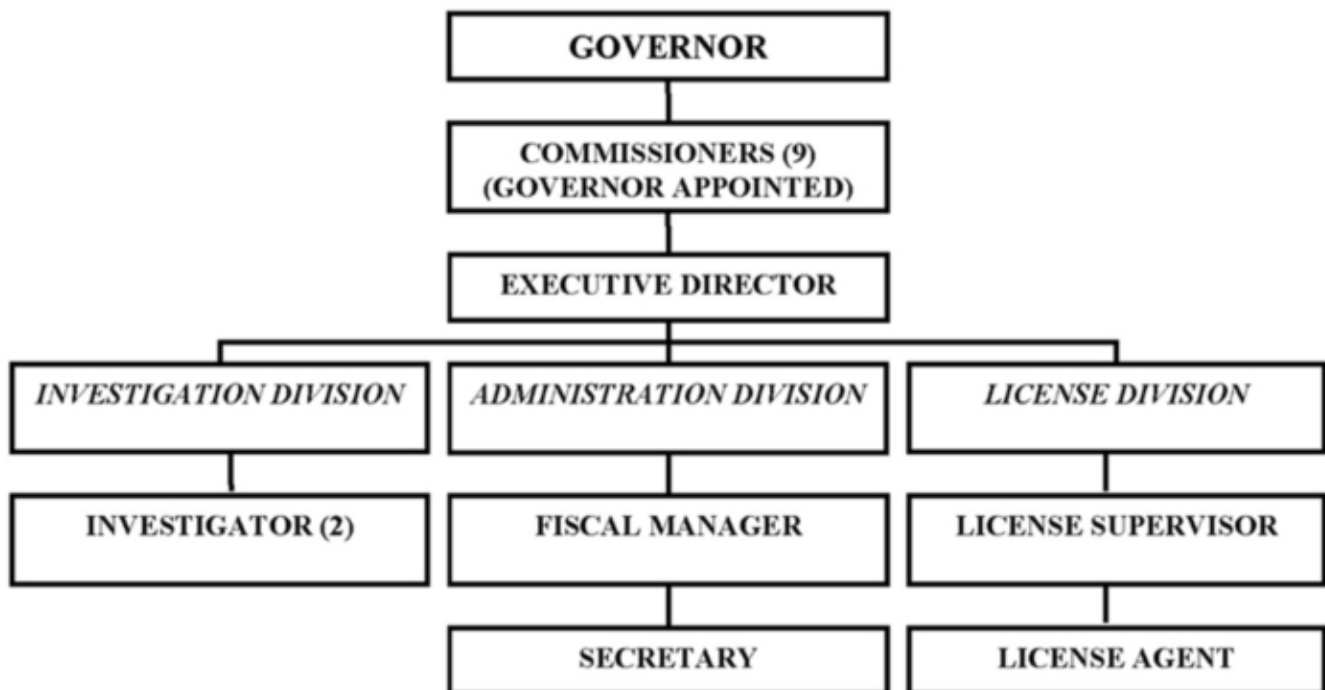 GOVERNOR
COMMISSIONERS (9)
(GOVERNOR APPOINTED)
EXECUTIVE DIRECTOR
INVESTIGATION DIVISION
ADMINISTRATION DIVISION
LICENSE DIVISION
INVESTIGATOR (2)
FISCAL MANAGER
LICENSE SUPERVISOR
SECRETARY
LICENSE AGENT